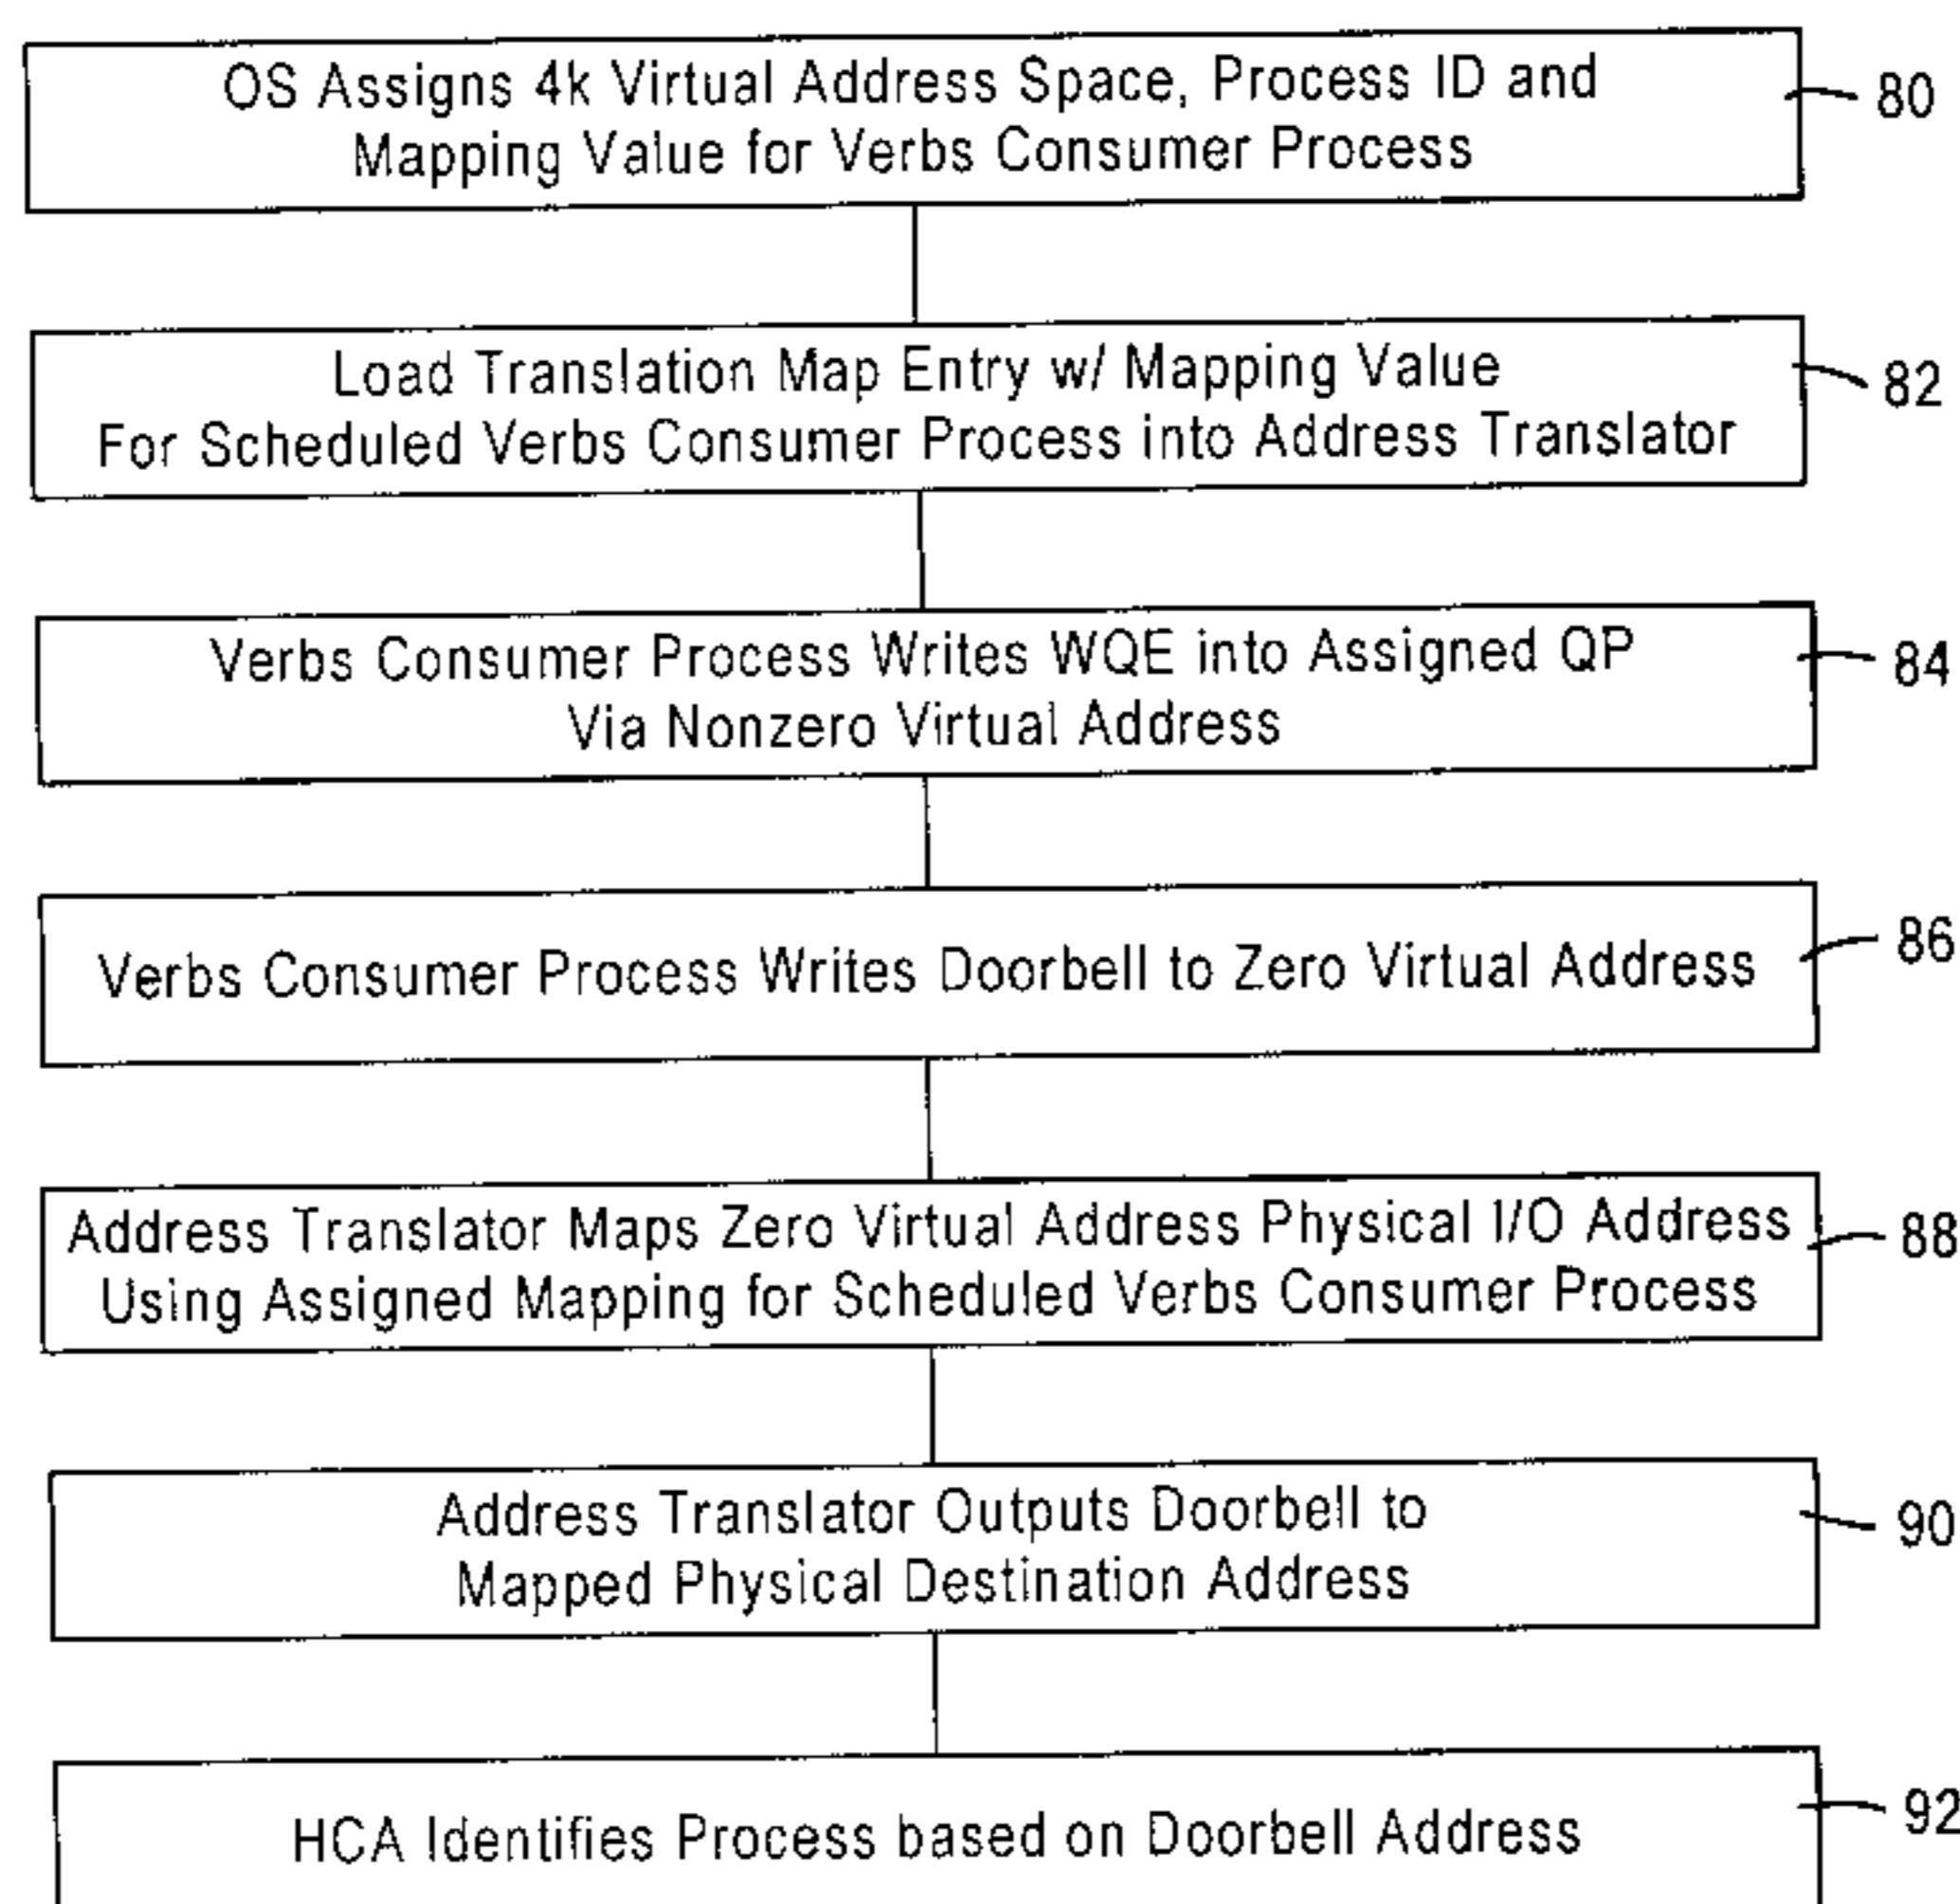 OS Assigns 4k Virtual Address Space, Process ID and
Mapping Value for Verbs Consumer Process
80
Load Translation Map Entry w/ Mapping Value
For Scheduled Verbs Consumer Process into Address Translator
82
Verbs Consumer Process Writes WQE into Assigned QP
Via Nonzero Virtual Address
84
Verbs Consumer Process Writes Doorbell to Zero Virtual Address
86
Address Translator Maps Zero Virtual Address Physical I/O Address
Using Assigned Mapping for Scheduled Verbs Consumer Process
88
Address Translator Outputs Doorbell to
Mapped Physical Destination Address
90
HCA Identifies Process based on Doorbell Address
92